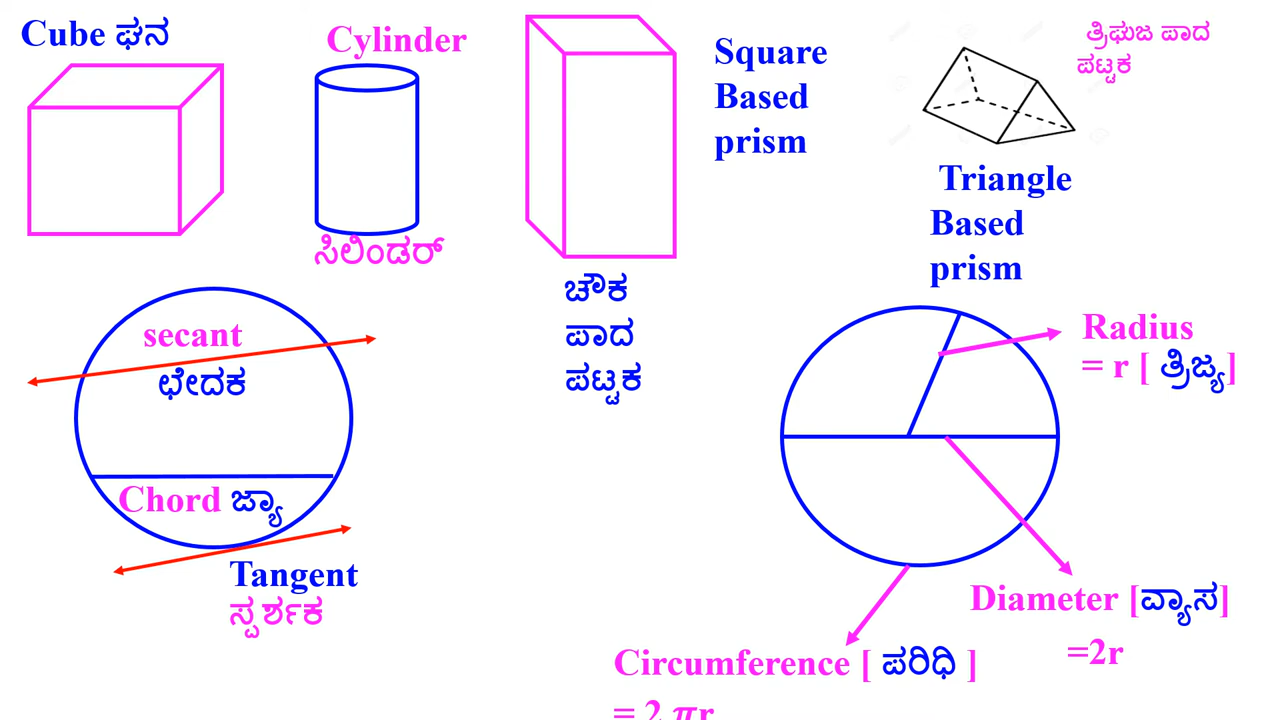 Cube ಘನ
Cylinder
ಸಿಲಿಂಡರ್
Square
Based
prism
ಚೌಕ
ಪಾದ
ಪಟ್ಟಕ
ತ್ರಿಘುಜ ಪಾದ
ಪಟ್ಟಕ
Triangle
Based
prism
secant
ಛೇದಕ
Chord ಜ್ಯಾ
Tangent
ಸ್ಪರ್ಶಕ
Radius
= r [ ತ್ರಿಜ್ಯ]
Diameter [ವ್ಯಾಸ]
=2r
Circumference [ ಪರಿಧಿ ]
= 2 πr